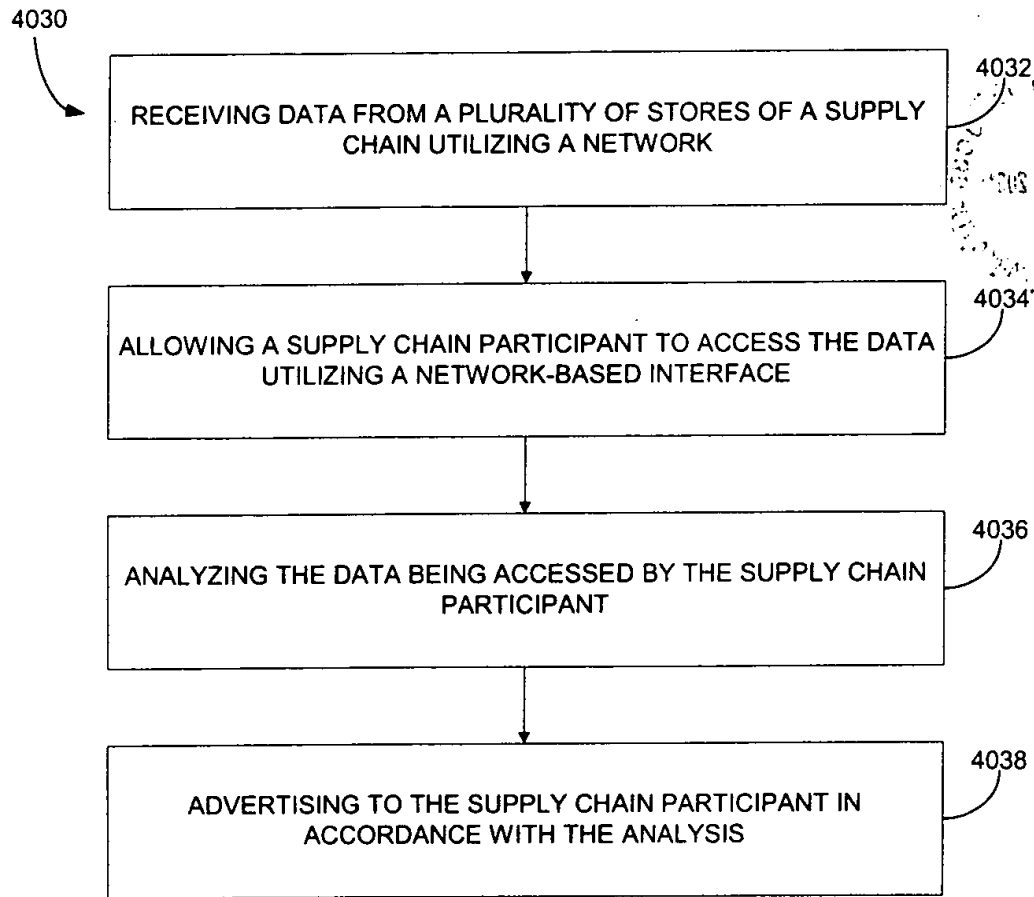 4030
4032
RECEIVING DATA FROM A PLURALITY OF STORES OF A SUPPLY
CHAIN UTILIZING A NETWORK
4034
ALLOWING A SUPPLY CHAIN PARTICIPANT TO ACCESS THE DATA
UTILIZING A NETWORK-BASED INTERFACE
4036
ANALYZING THE DATA BEING ACCESSED BY THE SUPPLY CHAIN
PARTICIPANT
4038
ADVERTISING TO THE SUPPLY CHAIN PARTICIPANT IN
ACCORDANCE WITH THE ANALYSIS